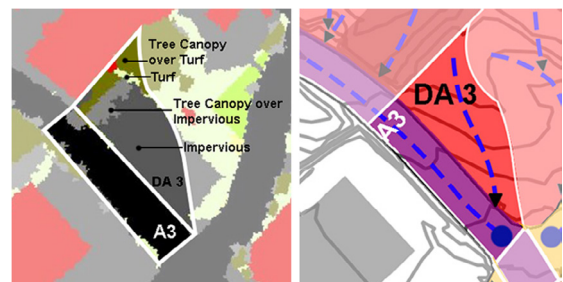 Tree Canopy
over Turf
Turf
Tree Canopy over
Impervious
Impervious
DA 3
A3
DA 3
A3